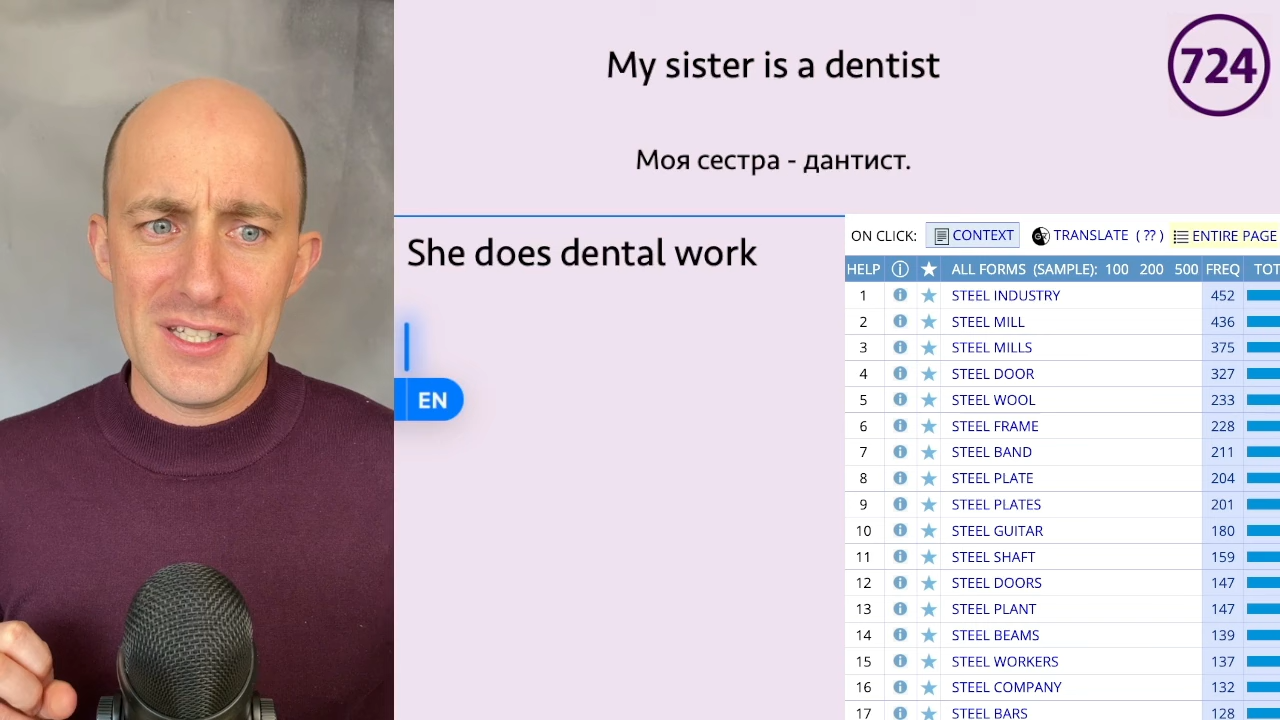 My sister is a dentist
724
Моя сестра - дантист.
She does dental work
EN
ON CLICK: CONTEXT TRANSLATE ( ?? ) ENTIRE PAGE
HELP ALL FORMS (SAMPLE): 100 200 500 FREQ TOT
1 STEEL INDUSTRY 452
2 STEEL MILL 436
3 STEEL MILLS 375
4 STEEL DOOR 327
5 STEEL WOOL 233
6 STEEL FRAME 228
7 STEEL BAND 211
8 STEEL PLATE 204
9 STEEL PLATES 201
10 STEEL GUITAR 180
11 STEEL SHAFT 159
12 STEEL DOORS 147
13 STEEL PLANT 147
14 STEEL BEAMS 139
15 STEEL WORKERS 137
16 STEEL COMPANY 132
17 STEEL BARS 128